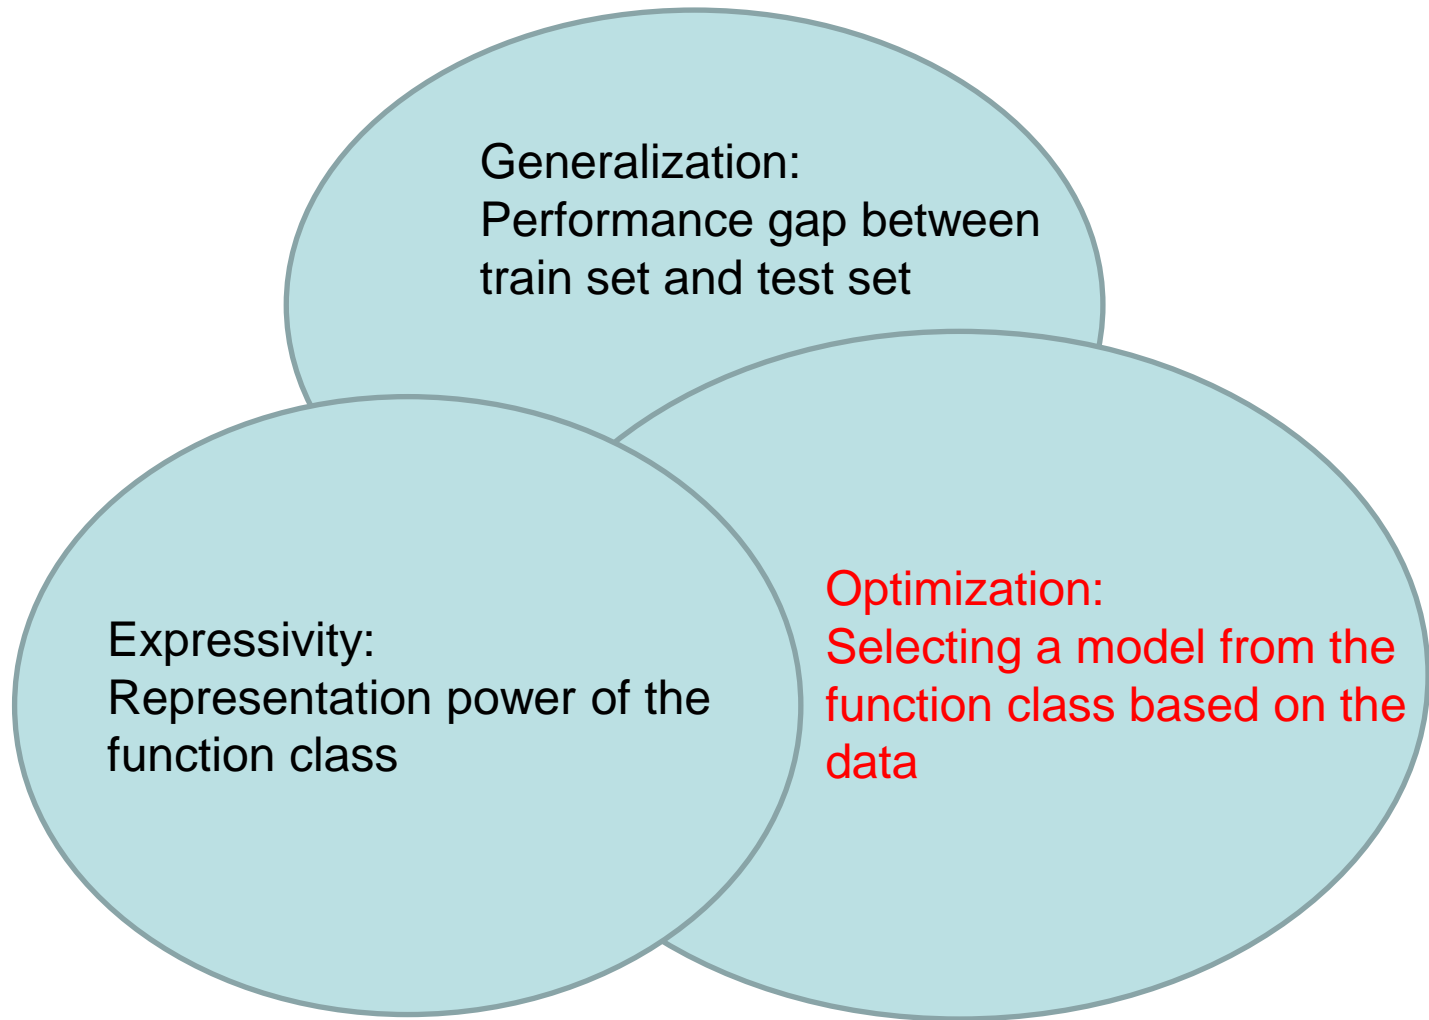 Generalization:
Performance gap between
train set and test set
Expressivity:
Representation power of the
function class
Optimization:
Selecting a model from the
function class based on the
data